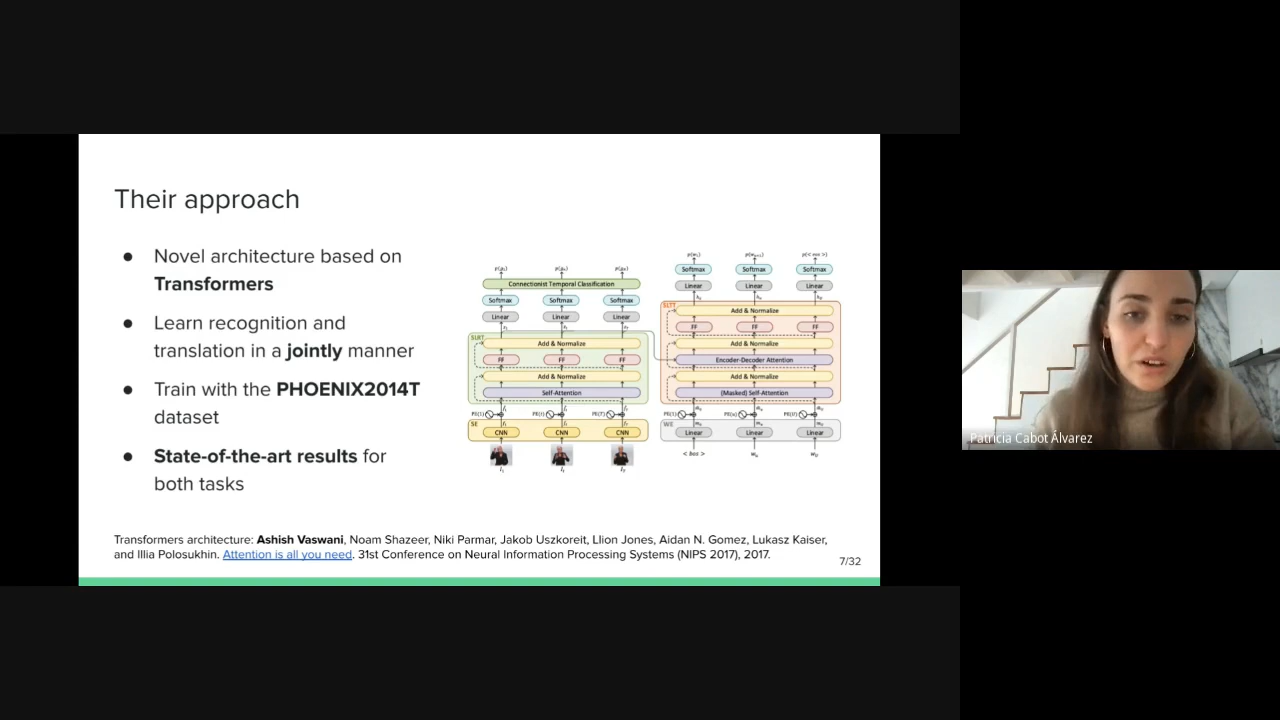 Their approach
● Novel architecture based on
Transformers
● Learn recognition and
translation in a jointly manner
● Train with the PHOENIX2014T
dataset
● State-of-the-art results for
both tasks
Connectionist Temporal Classification
Softmax Softmax Softmax
Linear Linear Linear
SLRT
Add & Normalize
FF FF FF
Add & Normalize
Self-Attention
SE
CNN CNN CNN
Softmax Softmax Softmax
Linear Linear Linear
SLTT
Add & Normalize
FF FF FF
Add & Normalize
Encoder-Decoder Attention
Add & Normalize
(Masked) Self-Attention
WE
Linear Linear Linear
< bos >
Transformers architecture: Ashish Vaswani, Noam Shazeer, Niki Parmar, Jakob Uszkoreit, Llion Jones, Aidan N. Gomez, Lukasz Kaiser,
and Illia Polosukhin. Attention is all you need. 31st Conference on Neural Information Processing Systems (NIPS 2017), 2017.
7/32
Patricia Cabot Álvarez